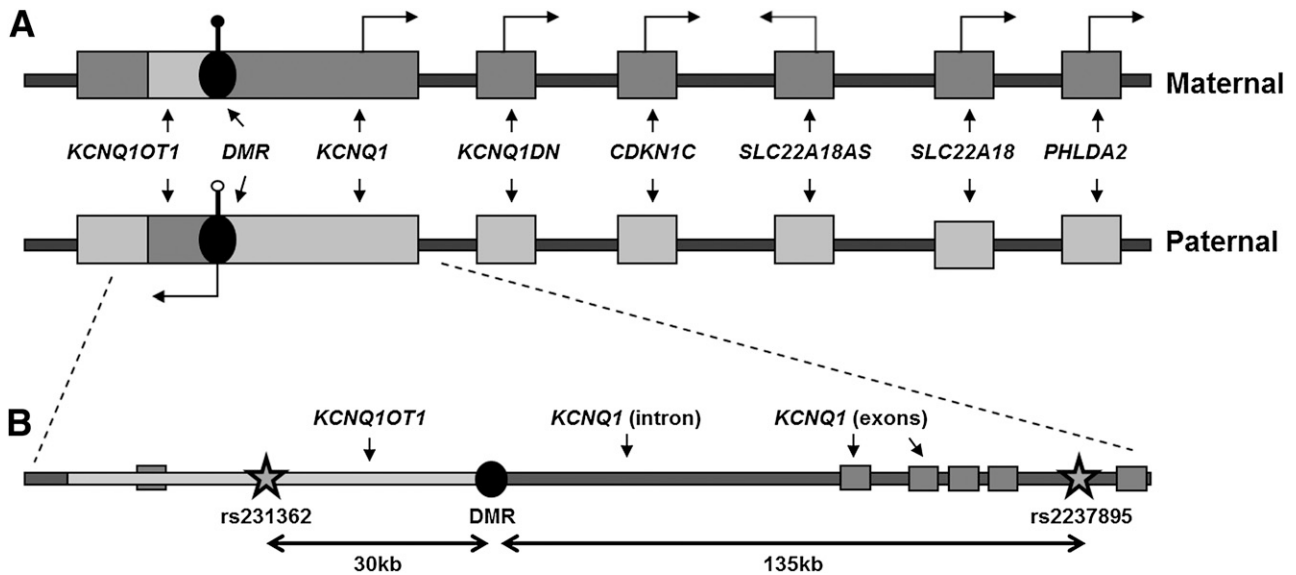 A
Maternal
KCNQ1OT1 DMR KCNQ1 KCNQ1DN CDKN1C SLC22A18AS SLC22A18 PHLDA2
Paternal
B
KCNQ1OT1 KCNQ1 (intron) KCNQ1 (exons)
rs231362 DMR rs2237895
30kb 135kb